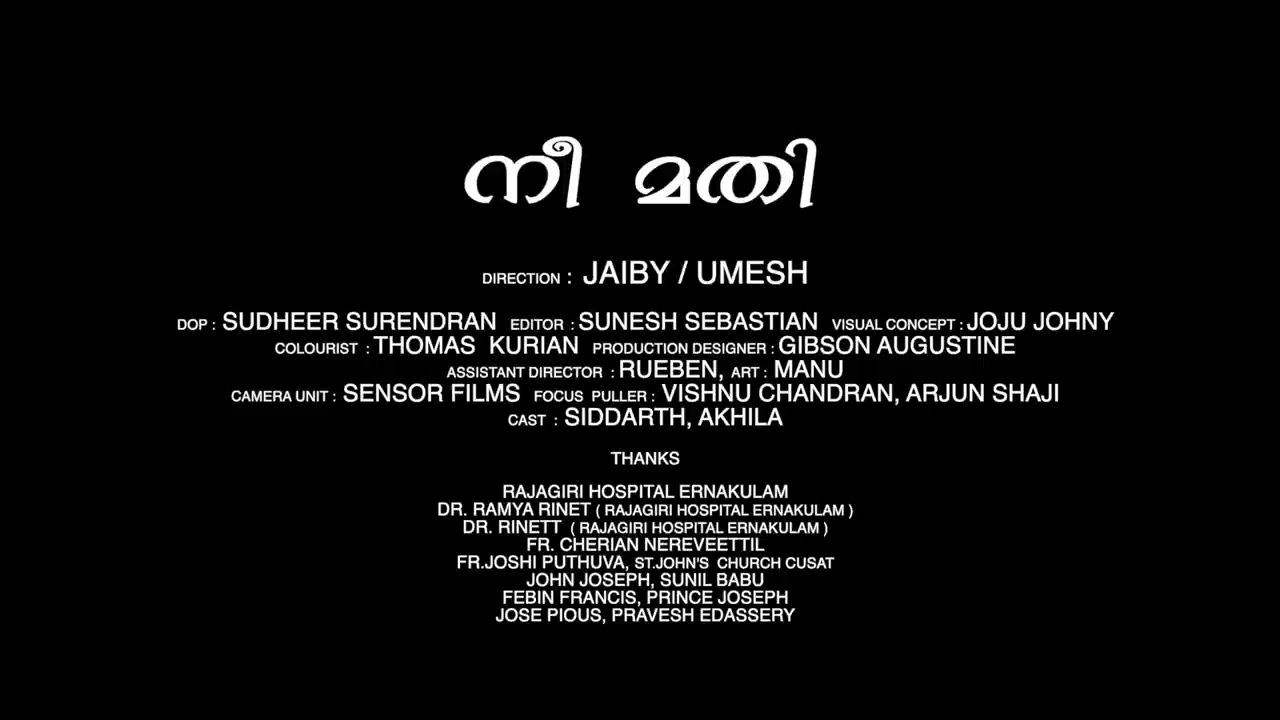 നീ മതി
DIRECTION : JAIBY / UMESH
DOP : SUDHEER SURENDRAN EDITOR : SUNESH SEBASTIAN VISUAL CONCEPT : JOJU JOHNY
COLOURIST : THOMAS KURIAN PRODUCTION DESIGNER : GIBSON AUGUSTINE
ASSISTANT DIRECTOR : RUEBEN, ART : MANU
CAMERA UNIT : SENSOR FILMS FOCUS PULLER : VISHNU CHANDRAN, ARJUN SHAJI
CAST : SIDDARTH, AKHILA
THANKS
RAJAGIRI HOSPITAL ERNAKULAM
DR. RAMYA RINET ( RAJAGIRI HOSPITAL ERNAKULAM )
DR. RINETT ( RAJAGIRI HOSPITAL ERNAKULAM )
FR. CHERIAN NEREVEETTIL
FR.JOSHI PUTHUVA, ST.JOHN'S CHURCH CUSAT
JOHN JOSEPH, SUNIL BABU
FEBIN FRANCIS, PRINCE JOSEPH
JOSE PIOUS, PRAVESH EDASSERY